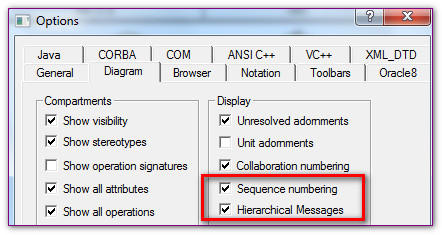 Options
Java CORBA COM ANSI C++ VC++ XML_DTD
General Diagram Browser Notation Toolbars Oracle8
Compartments
Show visibility
Show stereotypes
Show operation signatures
Show all attributes
Show all operations
Display
Unresolved adornments
Unit adornments
Collaboration numbering
Sequence numbering
Hierarchical Messages